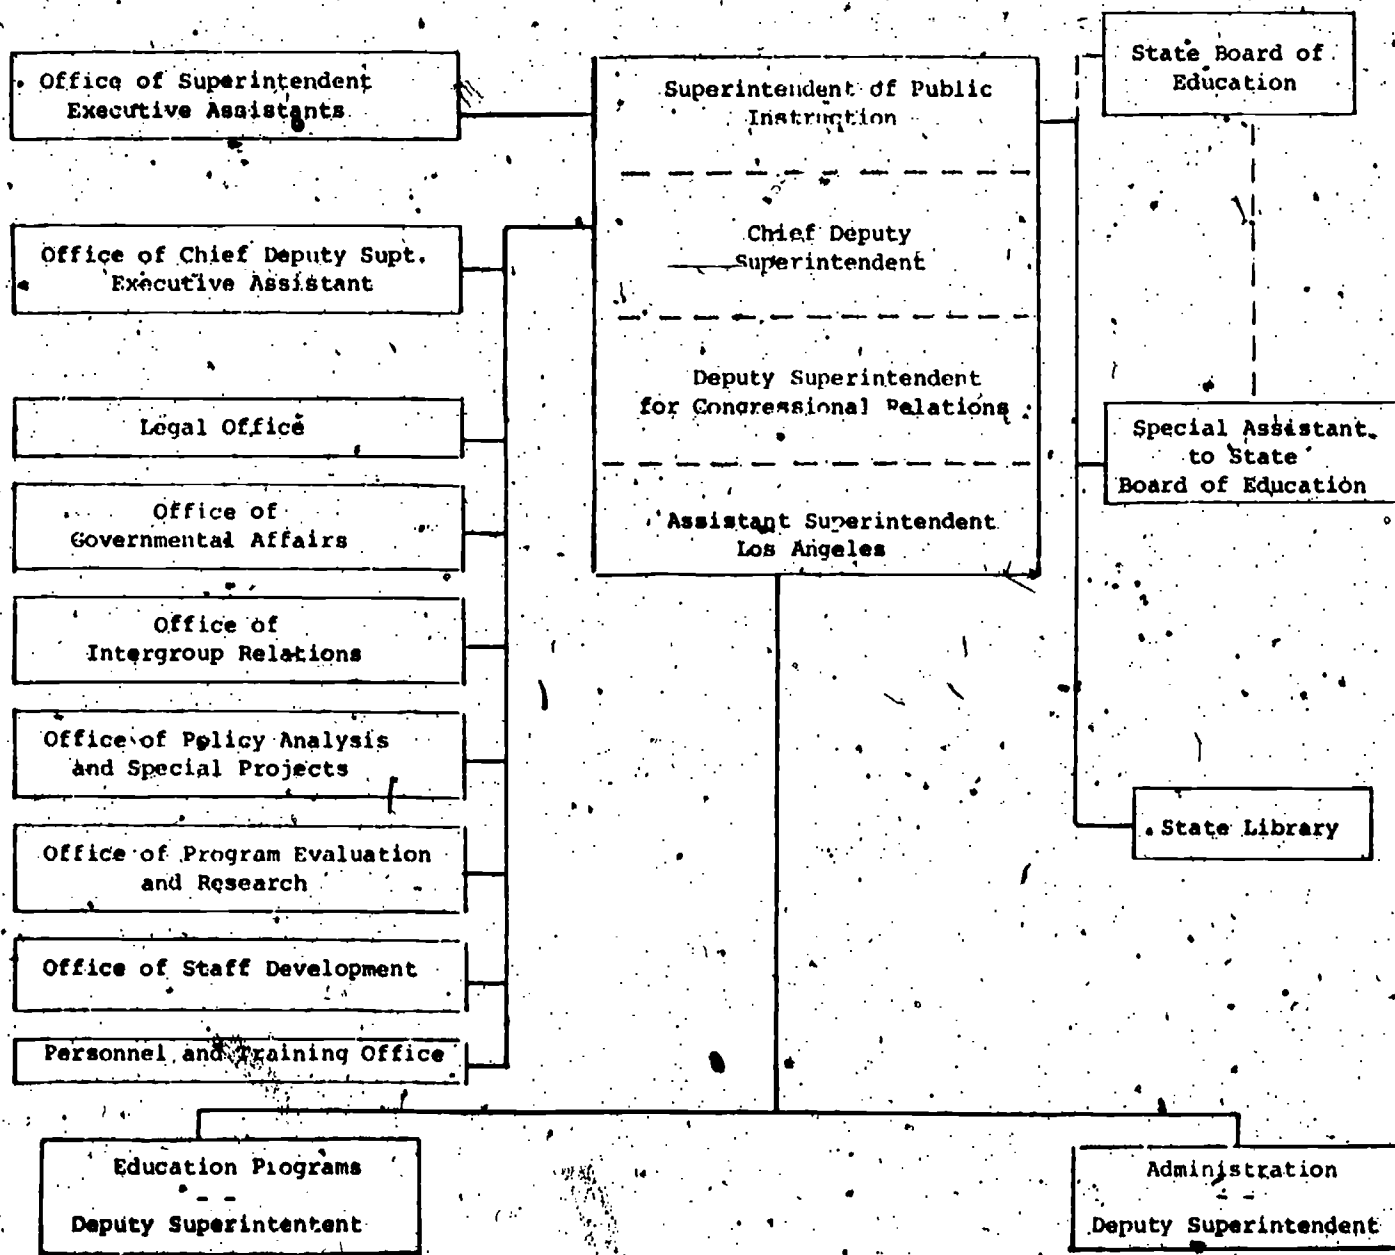 Office of Superintendent
Executive Assistants
Superintendent of Public
Instruction
State Board of
Education
Office of Chief Deputy Supt.
Executive Assistant
Chief Deputy
Superintendent
Deputy Superintendent
for Congressional Relations
Assistant Superintendent
Los Angeles
Special Assistant
to State
Board of Education
Legal Office
Office of
Governmental Affairs
Office of
Intergroup Relations
Office of Policy Analysis
and Special Projects
Office of Program Evaluation
and Research
Office of Staff Development
Personnel and Training Office
State Library
Education Programs
--
Deputy Superintentent
Administration
--
Deputy Superintendent